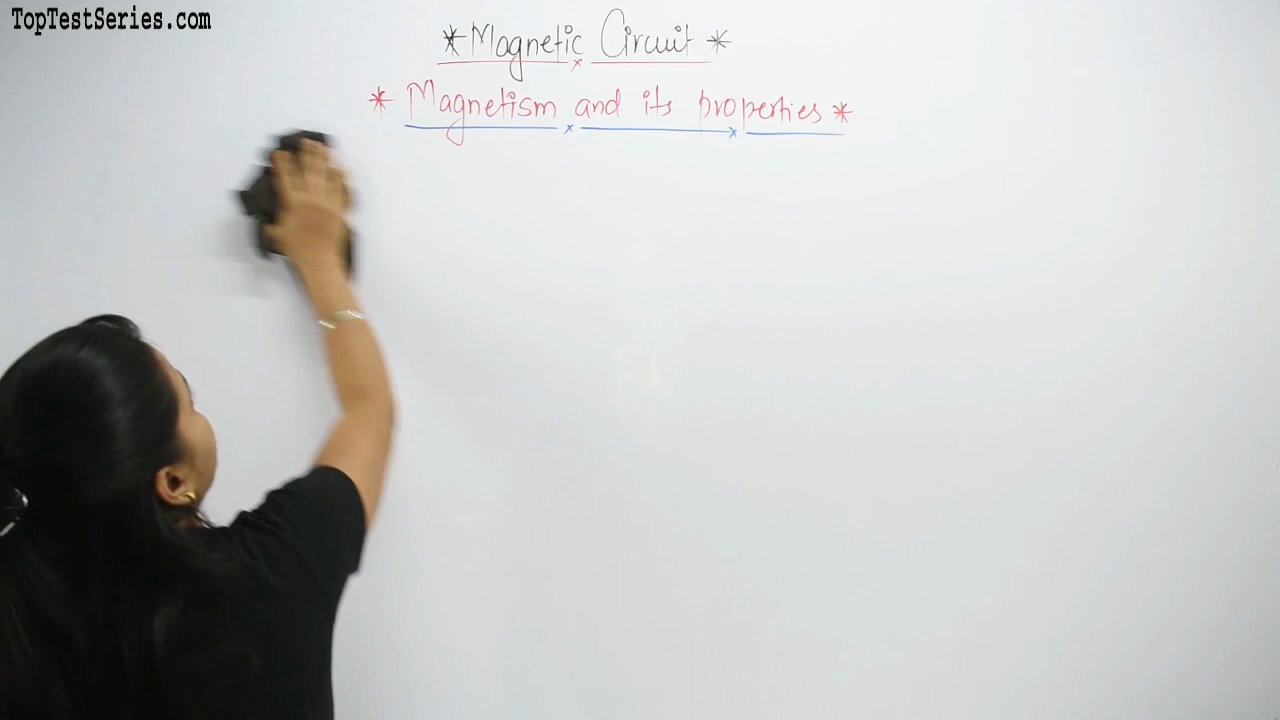 TopTestSeries.com
*Magnetic Circuit*
* Magnetism and its properties *